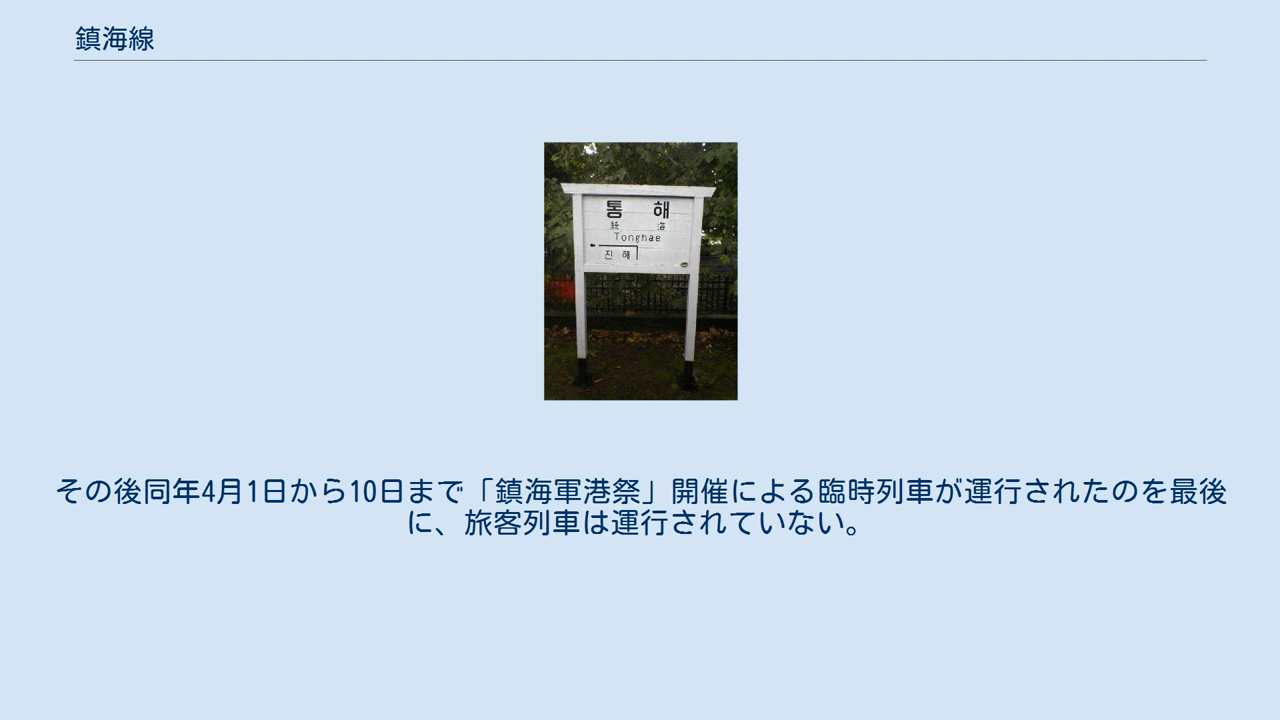 鎮海線
통 해
統 海
Tonghae
진 해
その後同年4月1日から10日まで「鎮海軍港祭」開催による臨時列車が運行されたのを最後
に、旅客列車は運行されていない。